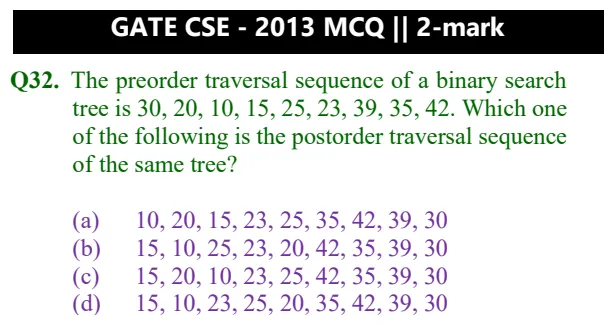 GATE CSE - 2013 MCQ || 2-mark
Q32. The preorder traversal sequence of a binary search
tree is 30, 20, 10, 15, 25, 23, 39, 35, 42. Which one
of the following is the postorder traversal sequence
of the same tree?
(a) 10, 20, 15, 23, 25, 35, 42, 39, 30
(b) 15, 10, 25, 23, 20, 42, 35, 39, 30
(c) 15, 20, 10, 23, 25, 42, 35, 39, 30
(d) 15, 10, 23, 25, 20, 35, 42, 39, 30